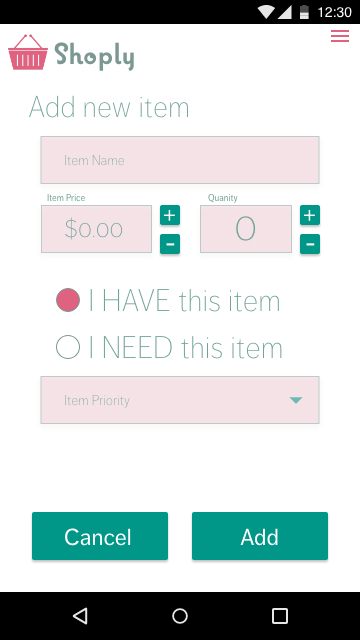 12:30
Shoply
Add new item
Item Name
Item Price
Quanity
$0.00
+
-
0
+
-
I HAVE this item
I NEED this item
Item Priority
Cancel
Add